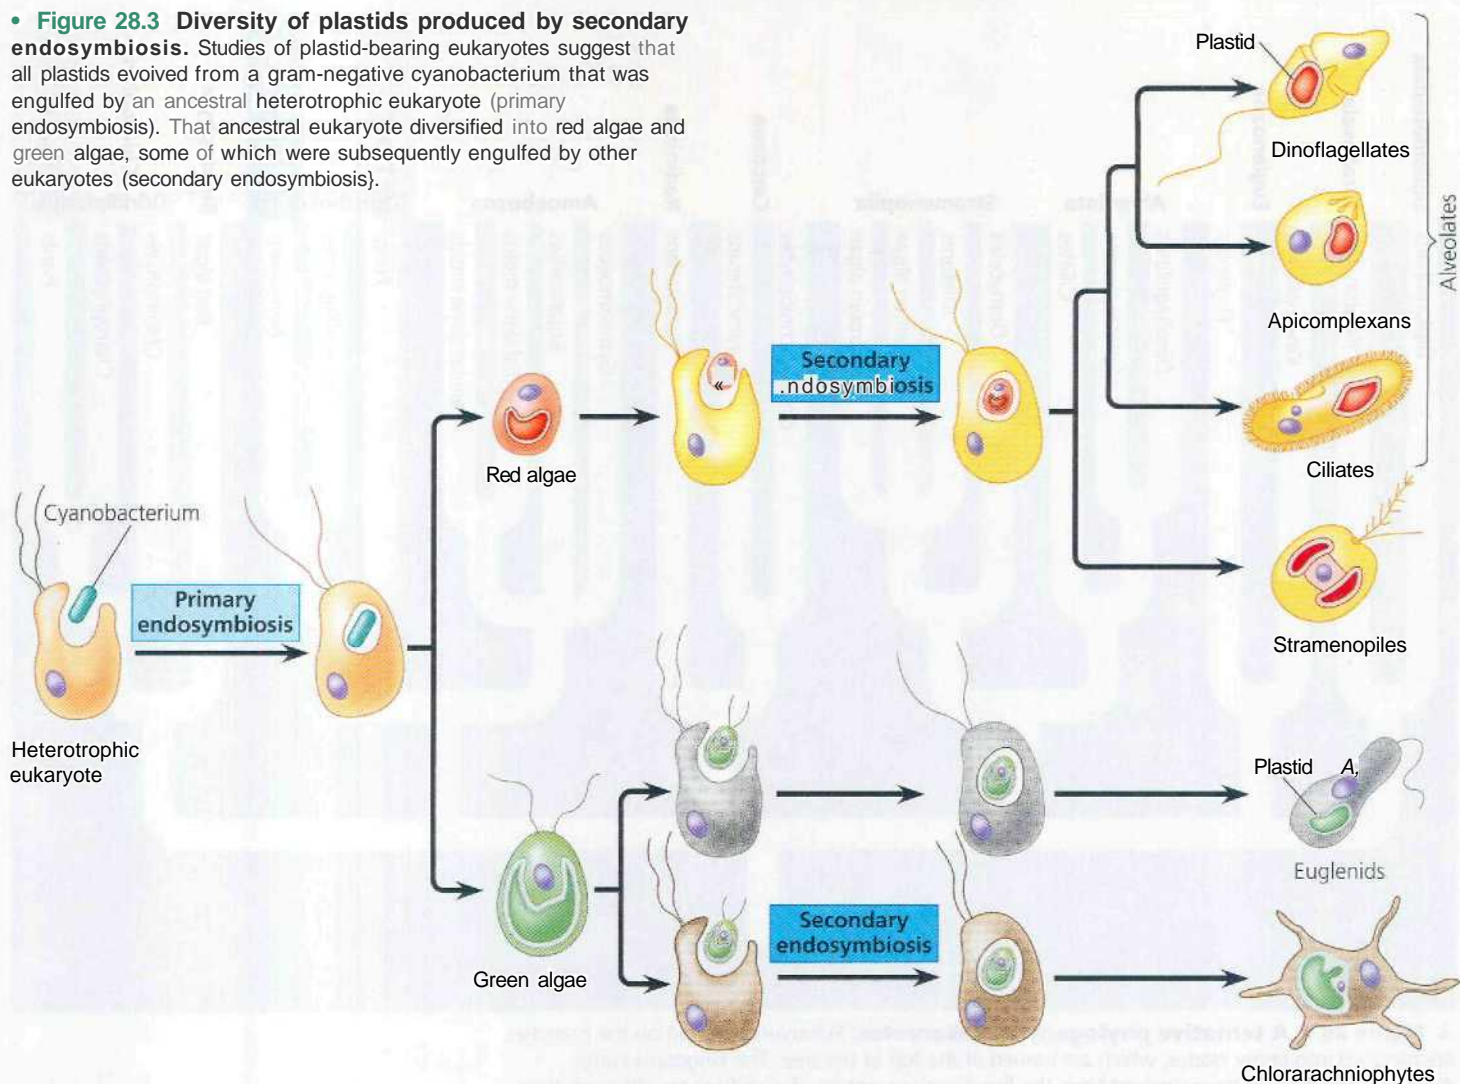 • Figure 28.3 Diversity of plastids produced by secondary
endosymbiosis. Studies of plastid-bearing eukaryotes suggest that
all plastids evoived from a gram-negative cyanobacterium that was
engulfed by an ancestral heterotrophic eukaryote (primary
endosymbiosis). That ancestral eukaryote diversified into red algae and
green algae, some of which were subsequently engulfed by other
eukaryotes (secondary endosymbiosis}.
Plastid
Dinoflagellates
Alveolates
Apicomplexans
Secondary
.ndosymbiosis
«
Ciliates
Red algae
Cyanobacterium
Primary
endosymbiosis
Stramenopiles
Heterotrophic
eukaryote
Plastid A,
Euglenids
Secondary
endosymbiosis
Green algae
Chlorarachniophytes